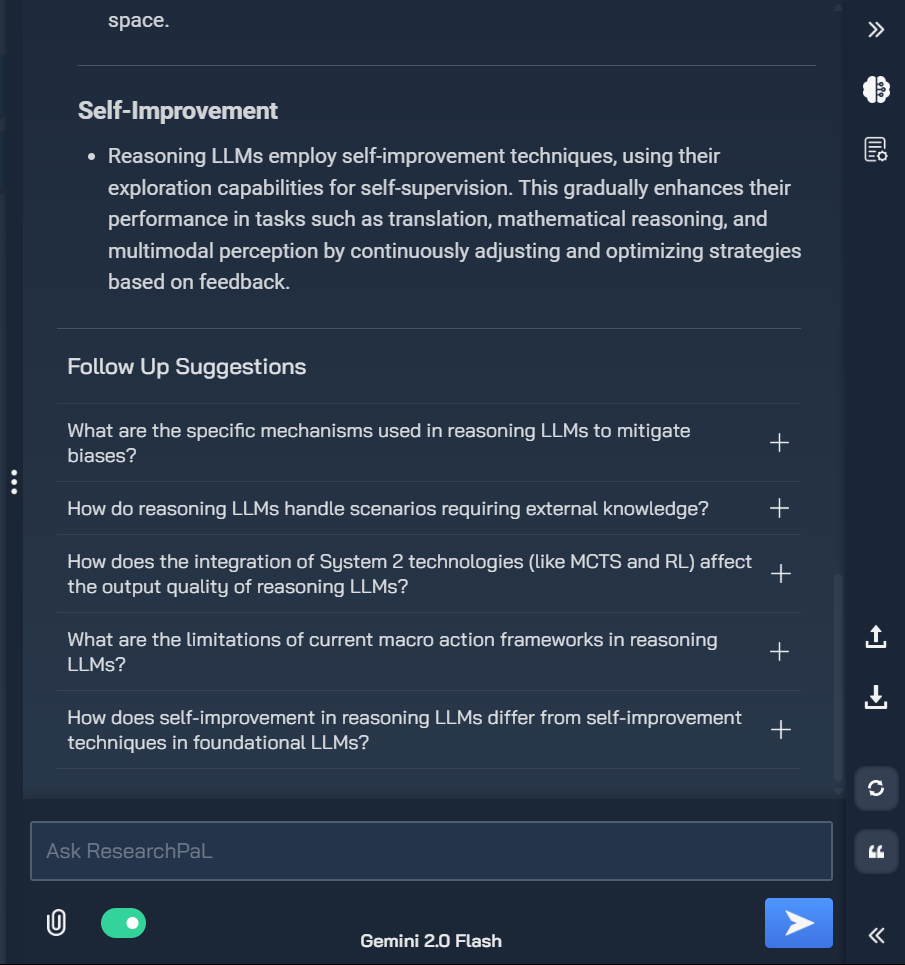 space.
Self-Improvement
• Reasoning LLMs employ self-improvement techniques, using their
exploration capabilities for self-supervision. This gradually enhances their
performance in tasks such as translation, mathematical reasoning, and
multimodal perception by continuously adjusting and optimizing strategies
based on feedback.
Follow Up Suggestions
What are the specific mechanisms used in reasoning LLMs to mitigate
biases?
How do reasoning LLMs handle scenarios requiring external knowledge?
How does the integration of System 2 technologies (like MCTS and RL) affect
the output quality of reasoning LLMs?
What are the limitations of current macro action frameworks in reasoning
LLMs?
How does self-improvement in reasoning LLMs differ from self-improvement
techniques in foundational LLMs?
Ask ResearchPaL
Gemini 2.0 Flash